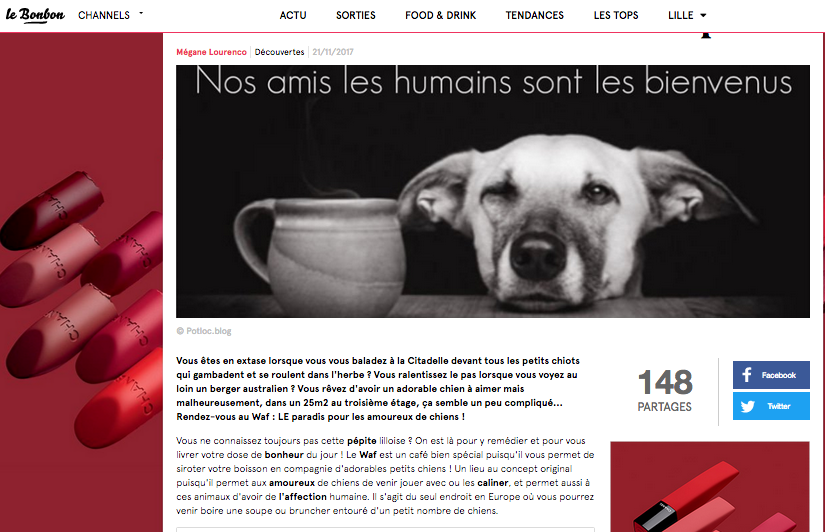 le Bonbon CHANNELS ACTU SORTIES FOOD & DRINK TENDANCES LES TOPS LILLE
Mégane Lourenco Découvertes 21/11/2017
Nos amis les humains sont les bienvenus
© Potloc.blog
Vous êtes en extase lorsque vous vous baladez à la Citadelle devant tous les petits chiots
qui gambadent et se roulent dans l'herbe ? Vous ralentissez le pas lorsque vous voyez au
loin un berger australien ? Vous rêvez d'avoir un adorable chien à aimer mais
malheureusement, dans un 25m2 au troisième étage, ça semble un peu compliqué...
Rendez-vous au Waf : LE paradis pour les amoureux de chiens !
148
PARTAGES
Facebook
Twitter
Vous ne connaissez toujours pas cette pépite lilloise ? On est là pour y remédier et pour vous
livrer votre dose de bonheur du jour ! Le Waf est un café bien spécial puisqu'il vous permet de
siroter votre boisson en compagnie d'adorables petits chiens ! Un lieu au concept original
puisqu'il permet aux amoureux de chiens de venir jouer avec ou les caliner, et permet aussi à
ces animaux d'avoir de l'affection humaine. Il s'agit du seul endroit en Europe où vous pourrez
venir boire une soupe ou bruncher entouré d'un petit nombre de chiens.